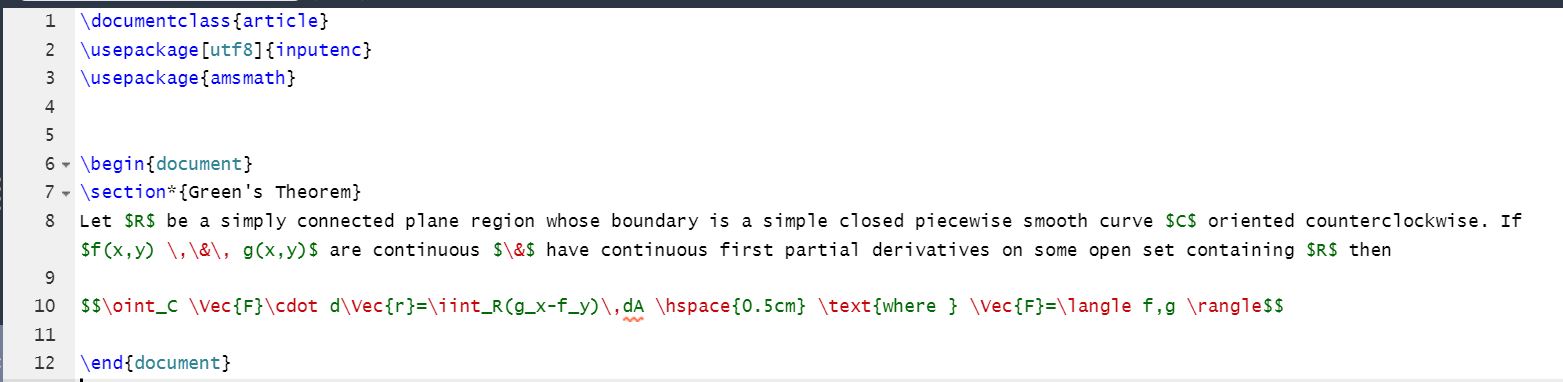 1 \documentclass{article}
2 \usepackage[utf8]{inputenc}
3 \usepackage{amsmath}
4
5
6 \begin{document}
7 \section*{Green's Theorem}
8 Let $R$ be a simply connected plane region whose boundary is a simple closed piecewise smooth curve $C$ oriented counterclockwise. If
$f(x,y) \,\&\, g(x,y)$ are continuous $\&$ have continuous first partial derivatives on some open set containing $R$ then
9
10 $$\oint_C \Vec{F}\cdot d\Vec{r}=\iint_R(g_x-f_y)\,dA \hspace{0.5cm} \text{where } \Vec{F}=\langle f,g \rangle$$
11
12 \end{document}